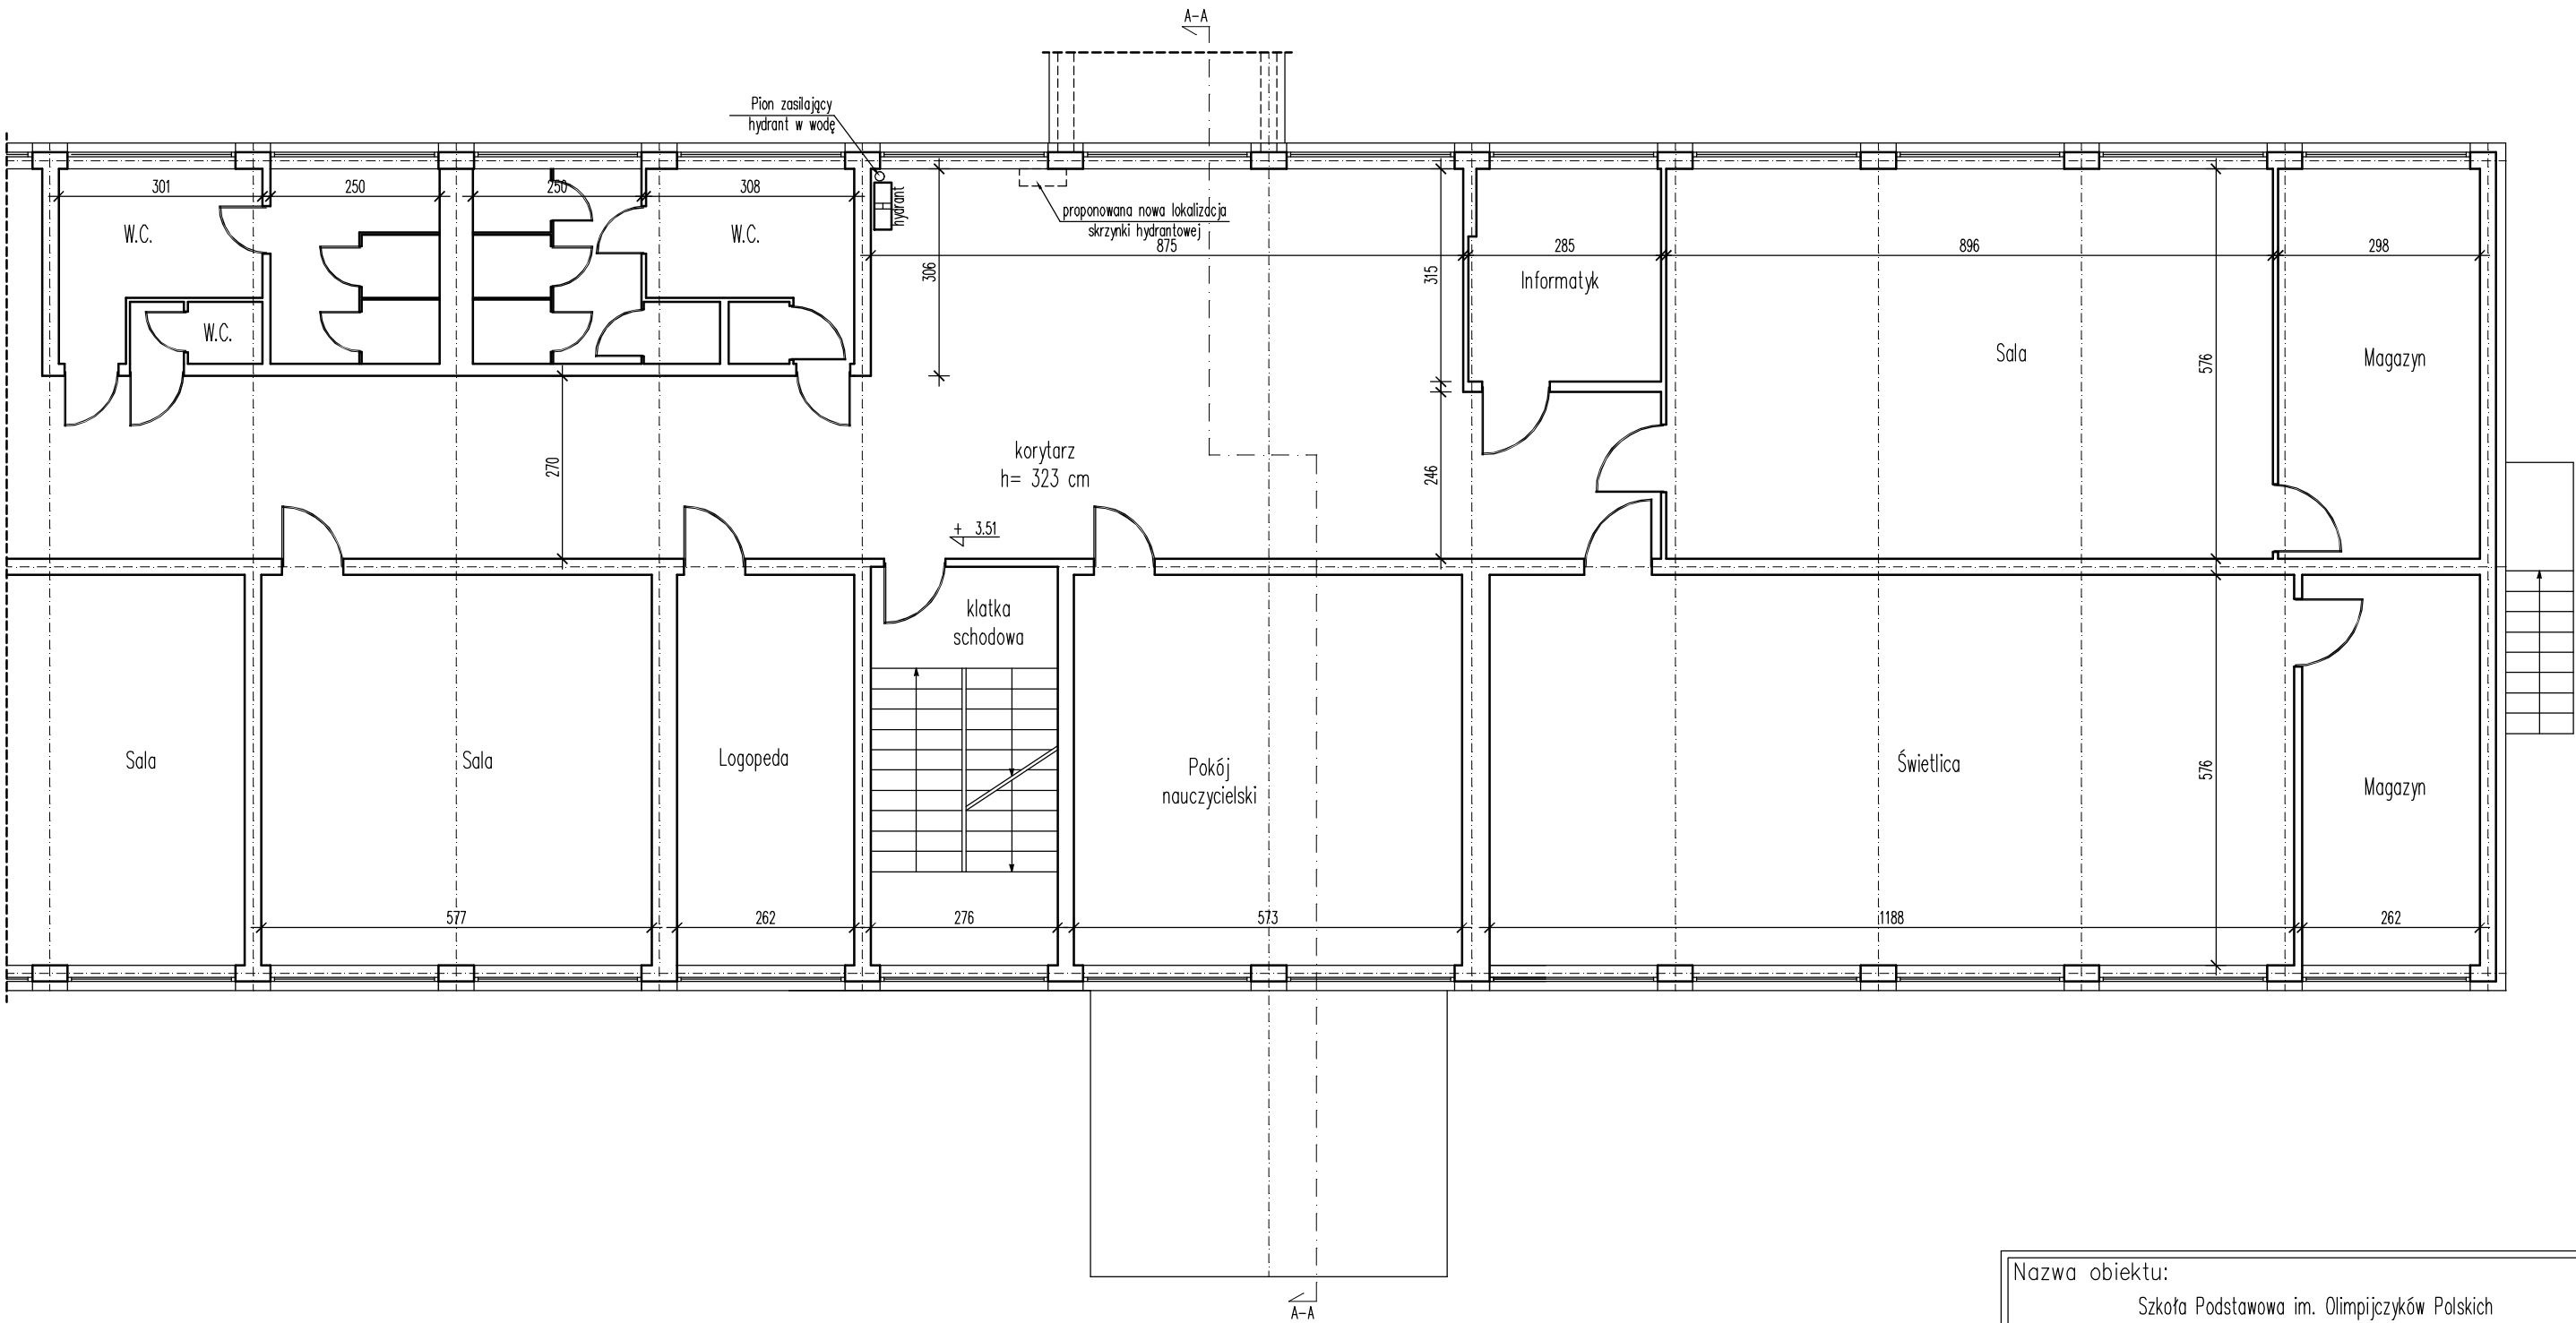 A-A
Pion zasilający
hydrant w wodę
301
250
250
308
hydrant
proponowana nowa lokalizacja
skrzynki hydrantowej
W.C.
W.C.
875
285
896
298
306
315
Informatyk
W.C.
Sala
576
Magazyn
korytarz
h= 323 cm
270
246
+ 3.51
klatka
schodowa
Sala
Sala
Logopeda
Pokój
nauczycielski
Świetlica
576
Magazyn
577
262
276
573
1188
262
A-A
Nazwa obiektu:
Szkoła Podstawowa im. Olimpijczyków Polskich